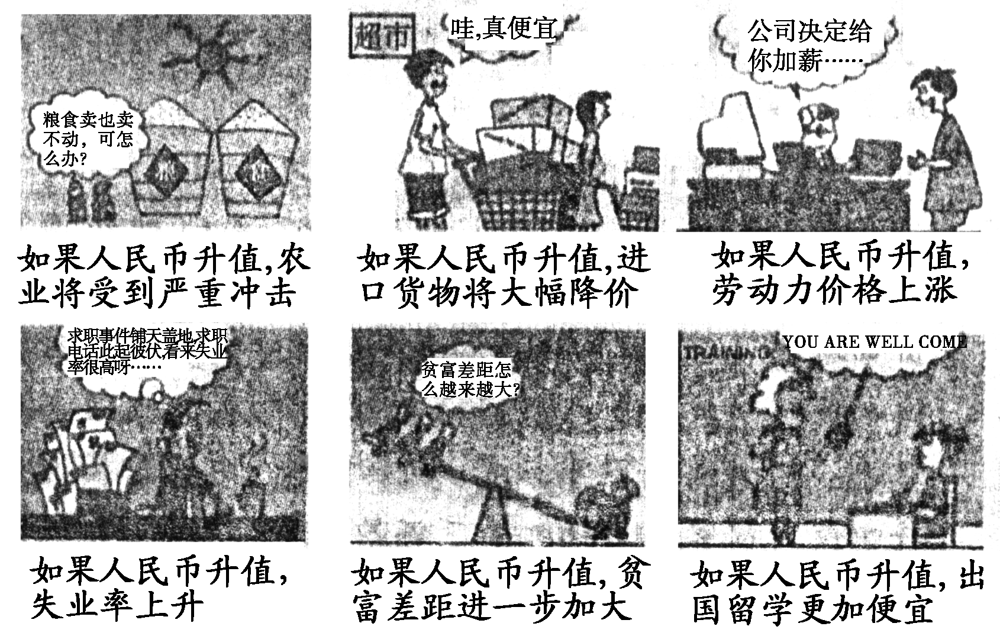 粮食卖也卖
不动，可怎
么办?
如果人民币升值,农
业将受到严重冲击
超市
哇,真便宜
如果人民币升值,进
口货物将大幅降价
公司决定给
你加薪……
如果人民币升值，
劳动力价格上涨
求职事件铺天盖地,求职
电话此起彼伏,看来失业
率很高呀……
如果人民币升值，
失业率上升
贫富差距怎
么越来越大?
如果人民币升值，贫
富差距进一步加大
TRAINING
YOU ARE WELL COME
如果人民币升值，出
国留学更加便宜